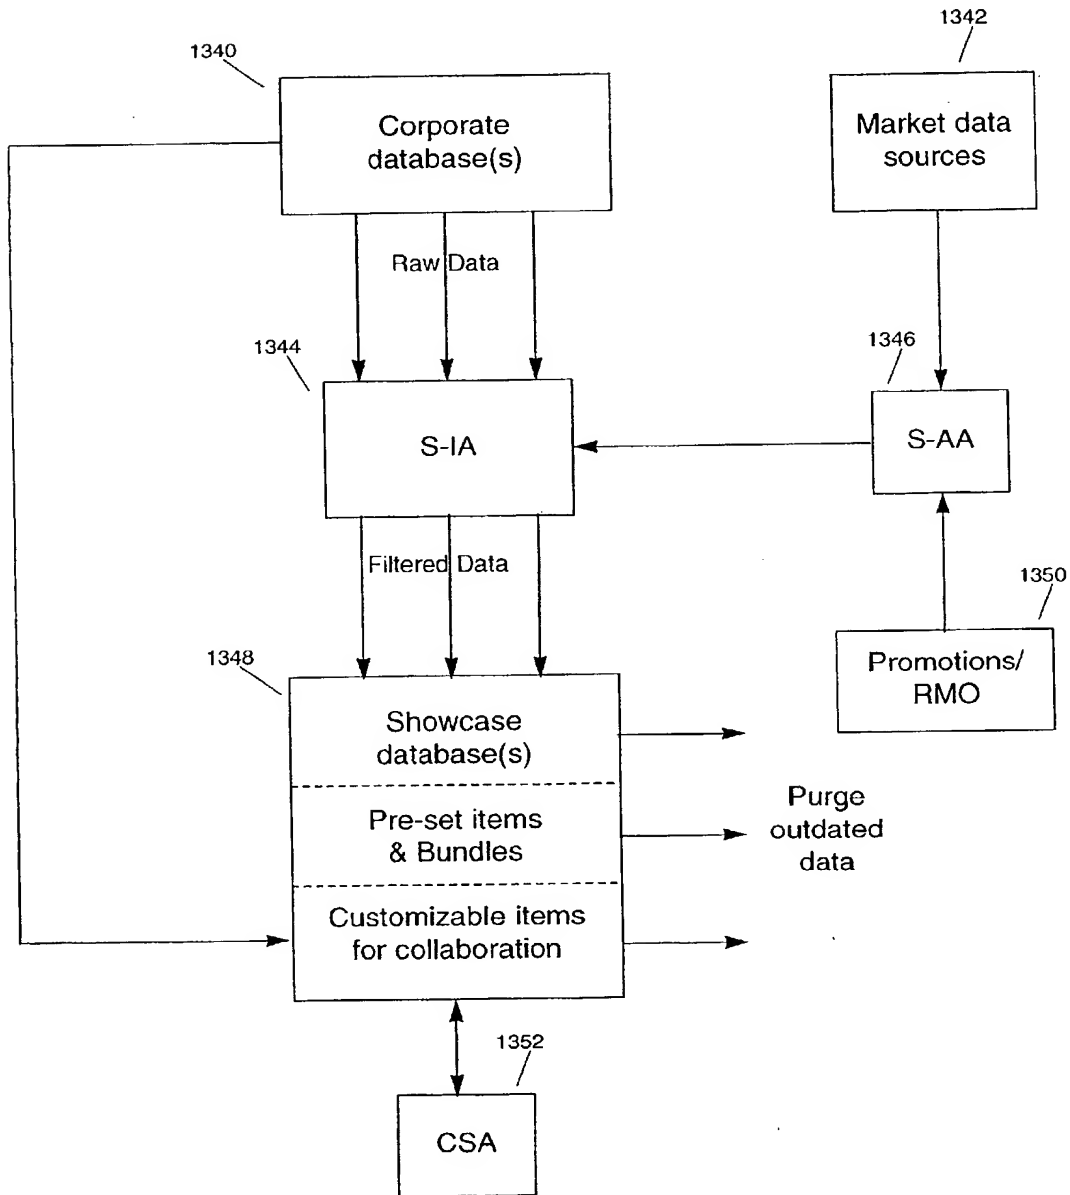 1340
1342
Corporate
database(s)
Market data
sources
Raw Data
1344
1346
S-IA
S-AA
Filtered Data
1350
1348
Promotions/
RMO
Showcase
database(s)
Pre-set items
& Bundles
Purge
outdated
data
Customizable items
for collaboration
1352
CSA